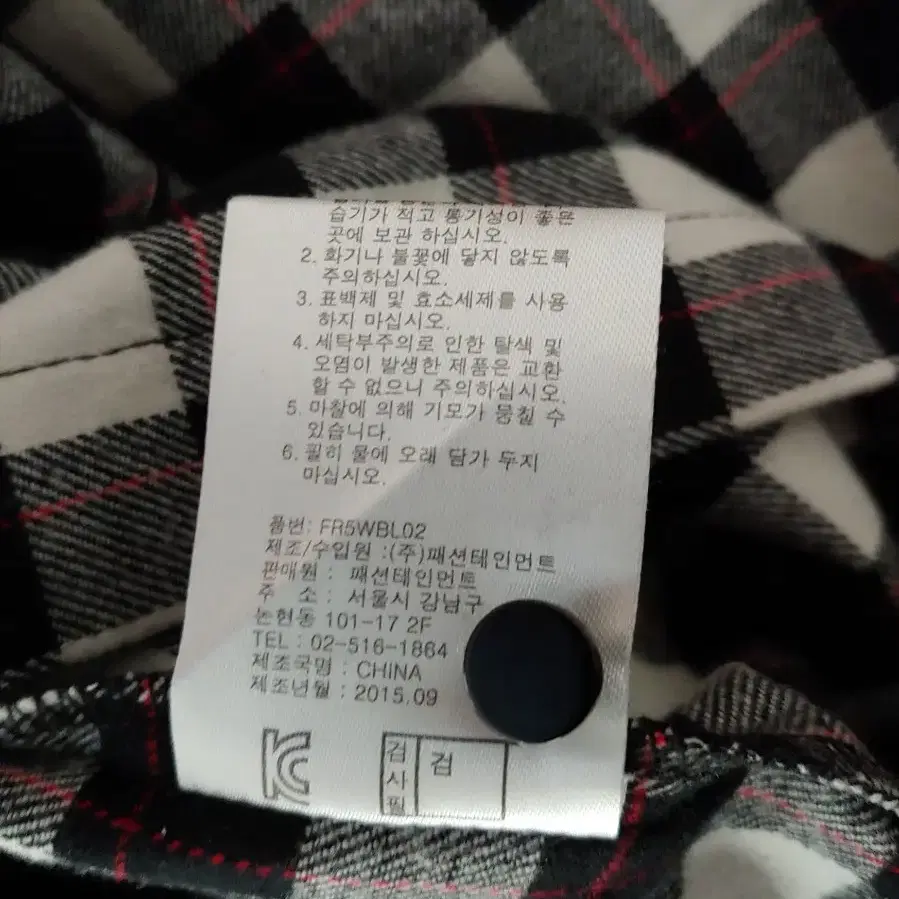 습기가 적고 통기성이 좋은
곳에 보관 하십시오.
2. 화기나 불꽃에 닿지 않도록
주의하십시오.
3. 표백제 및 효소세제를 사용
하지 마십시오.
4. 세탁부주의로 인한 탈색 및
오염이 발생한 제품은 교환
할 수 없으니 주의하십시오.
5. 마찰에 의해 기모가 뭉칠 수
있습니다.
6. 필히 물에 오래 담가 두지
마십시오.
품번: FR5WBL02
제조/수입원 :(주)패션테인먼트
판매원 : 패션테인먼트
주 소 : 서울시 강남구
논현동 101-17 2F
TEL : 02-516-1864
제조국명 : CHINA
제조년월 : 2015.09
KC
검사필
검